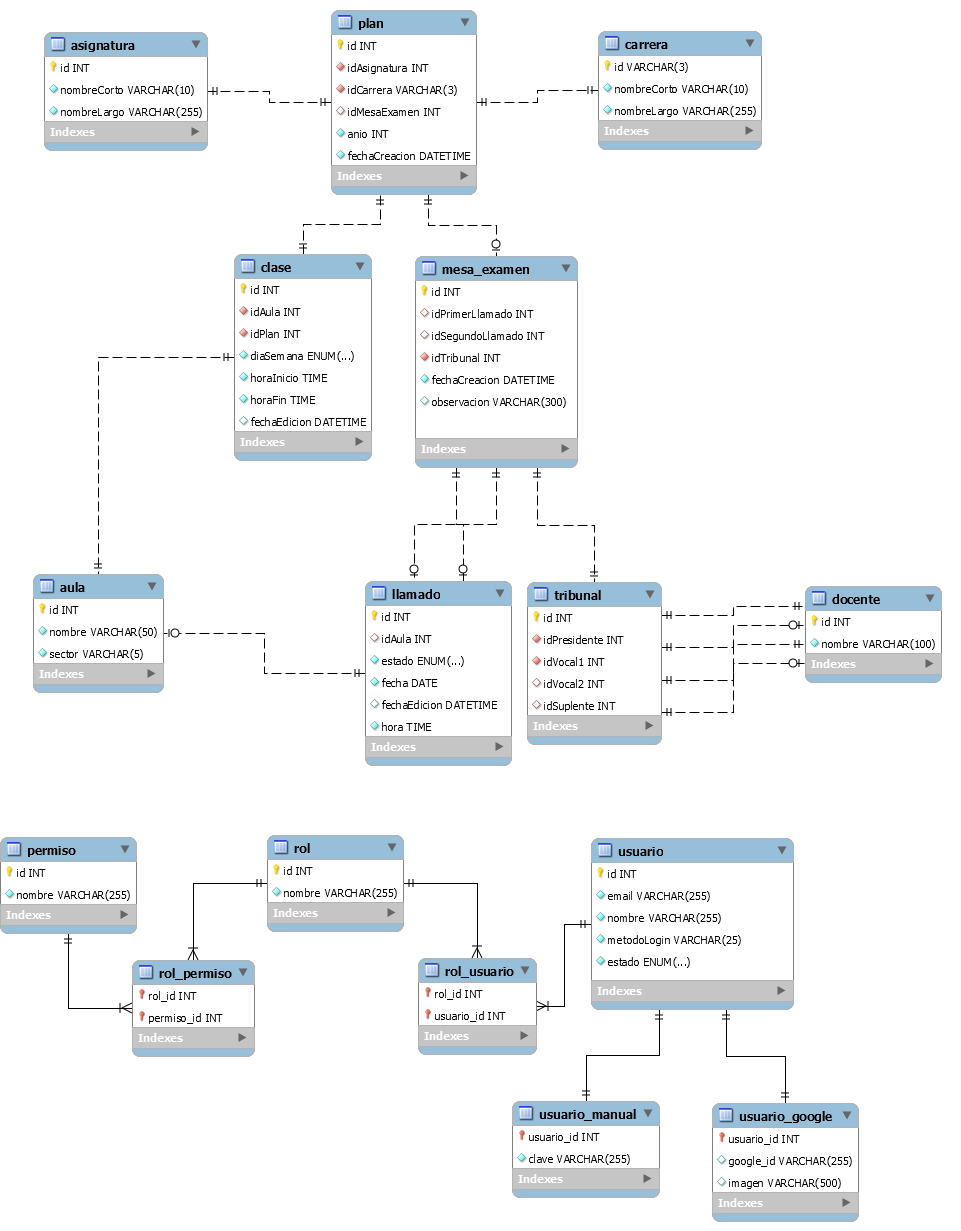 asignatura
id INT
nombreCorto VARCHAR(10)
nombreLargo VARCHAR(255)
Indexes
plan
id INT
idAsignatura INT
idCarrera VARCHAR(3)
idMesaExamen INT
anio INT
fechaCreacion DATETIME
Indexes
carrera
id VARCHAR(3)
nombreCorto VARCHAR(10)
nombreLargo VARCHAR(255)
Indexes
clase
id INT
idAula INT
idPlan INT
diaSemana ENUM(...)
horaInicio TIME
horaFin TIME
fechaEdicion DATETIME
Indexes
mesa_examen
id INT
idPrimerLlamado INT
idSegundoLlamado INT
idTribunal INT
fechaCreacion DATETIME
observacion VARCHAR(300)
Indexes
aula
id INT
nombre VARCHAR(50)
sector VARCHAR(5)
Indexes
llamado
id INT
idAula INT
estado ENUM(...)
fecha DATE
fechaEdicion DATETIME
hora TIME
Indexes
tribunal
id INT
idPresidente INT
idVocal1 INT
idVocal2 INT
idSuplente INT
Indexes
docente
id INT
nombre VARCHAR(100)
Indexes
permiso
id INT
nombre VARCHAR(255)
Indexes
rol
id INT
nombre VARCHAR(255)
Indexes
usuario
id INT
email VARCHAR(255)
nombre VARCHAR(255)
metodoLogin VARCHAR(25)
estado ENUM(...)
Indexes
rol_permiso
rol_id INT
permiso_id INT
Indexes
rol_usuario
rol_id INT
usuario_id INT
Indexes
usuario_manual
usuario_id INT
clave VARCHAR(255)
Indexes
usuario_google
usuario_id INT
google_id VARCHAR(255)
imagen VARCHAR(500)
Indexes